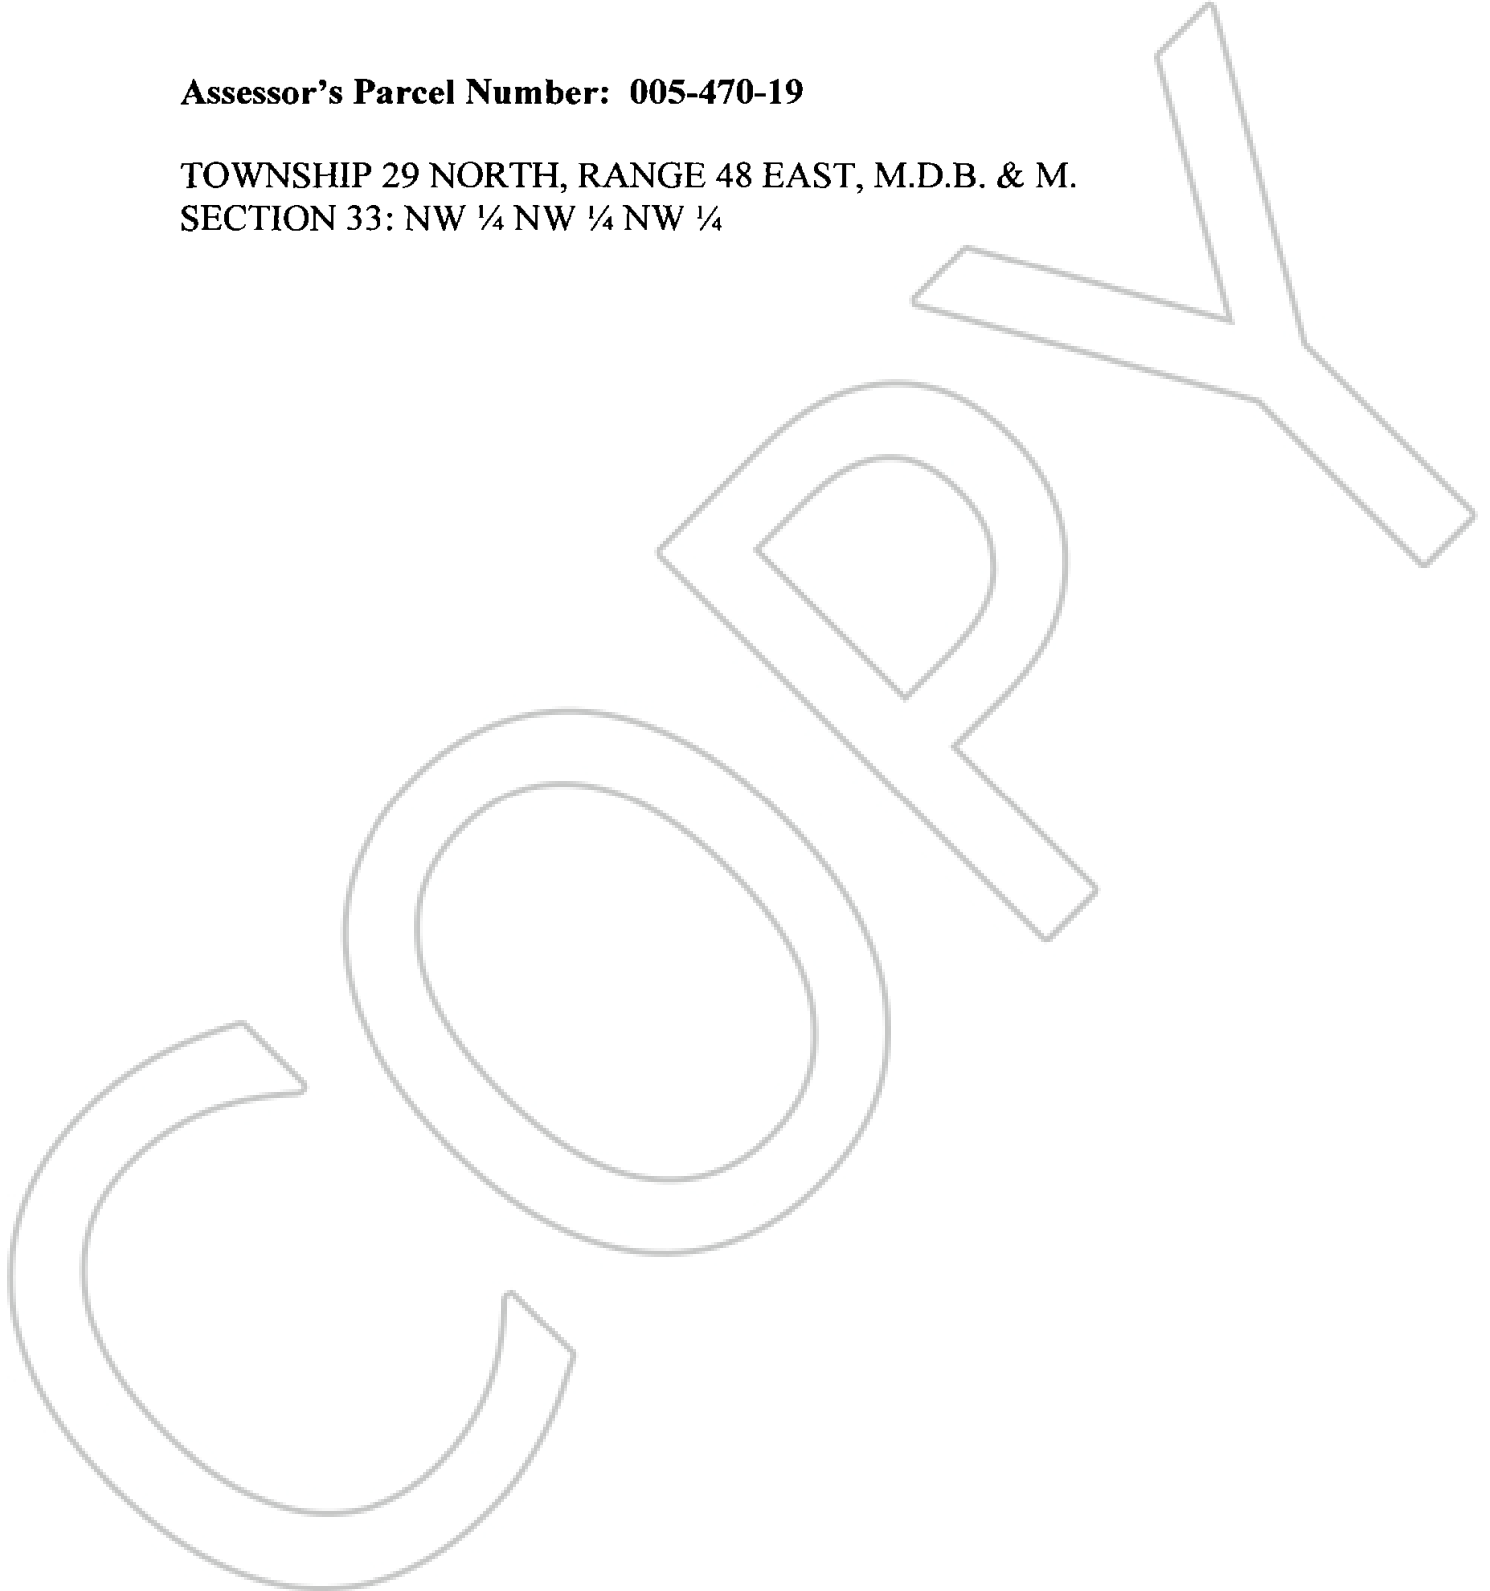 Assessor's Parcel Number: 005-470-19
TOWNSHIP 29 NORTH, RANGE 48 EAST, M.D.B. & M.
SECTION 33: NW ¼ NW ¼ NW ¼
COPY